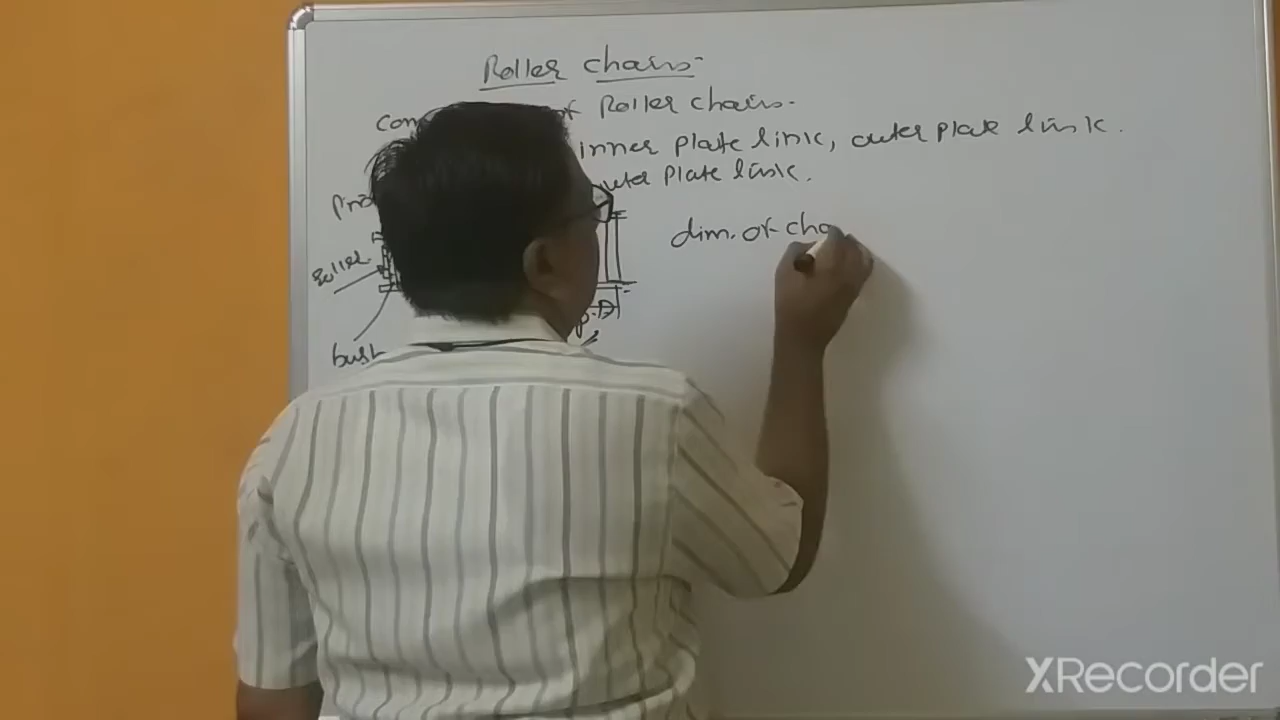 Roller chains-
of Roller chains.
inner plate link, outer plate link.
outer plate link.
dim. of cha
roller
bush
XRecorder